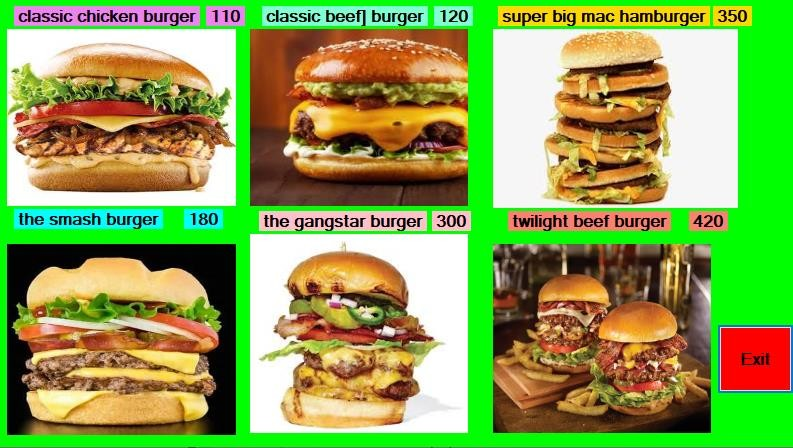 classic chicken burger 110 classic beef] burger 120 super big mac hamburger 350
the smash burger 180 the gangstar burger 300 twilight beef burger 420
Exit